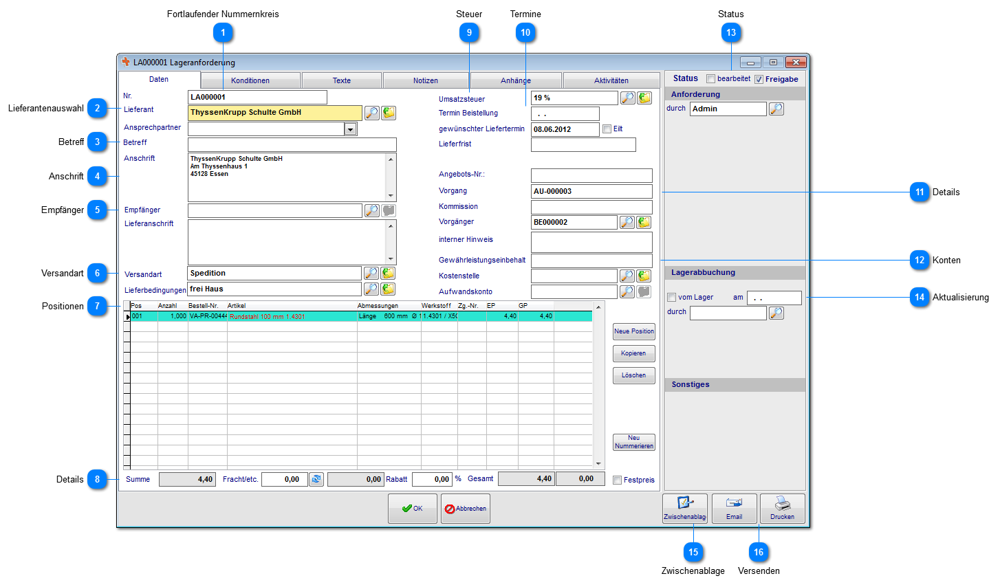 Fortlaufender Nummernkreis
Steuer
Termine
Status
1
9
10
13
LA000001 Lageranforderung
Daten
Konditionen
Texte
Notizen
Anhänge
Aktivitäten
Status
bearbeitet
Freigabe
Nr.
LA000001
Lieferantenauswahl
2
Lieferant
ThyssenKrupp Schulte GmbH
Ansprechpartner
Betreff
3
Betreff
Anschrift
4
Anschrift
ThyssenKrupp Schulte GmbH
Am Thyssenhaus 1
45128 Essen
Empfänger
5
Empfänger
Lieferanschrift
Versandart
6
Versandart
Spedition
Lieferbedingungen
frei Haus
Umsatzsteuer
19 %
Termin Beistellung
. .
gewünschter Liefertermin
08.06.2012
Eilt
Lieferfrist
Angebots-Nr.:
Vorgang
AU-000003
Kommission
Vorgänger
BE000002
interner Hinweis
Gewährleistungseinbehalt
Kostenstelle
Aufwandskonto
Anforderung
durch
Admin
11
Details
12
Konten
Lagerabbuchung
vom Lager
am
. .
14
Aktualisierung
durch
Sonstiges
Positionen
7
Pos
Anzahl
Bestell-Nr.
Artikel
Abmessungen
Werkstoff
Zg.-Nr.
EP
GP
001
1,000
VA-PR-00444
Rundstahl 100 mm 1.4301
Länge 600 mm Ø 1
1.4301 / X5C
4,40
4,40
Neue Position
Kopieren
Löschen
Neu
Nummerieren
Details
8
Summe
4,40
Fracht/etc.
0,00
0,00
Rabatt
0,00
%
Gesamt
4,40
0,00
Festpreis
OK
Abbrechen
Zwischenablag
Email
Drucken
15
16
Zwischenablage
Versenden